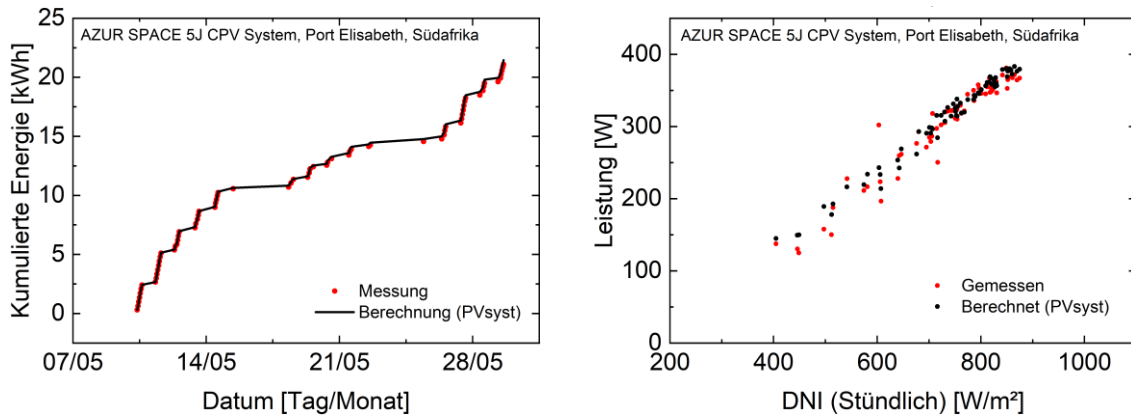 AZUR SPACE 5J CPV System, Port Elisabeth, Südafrika
Kumulierte Energie [kWh]
25
20
15
10
5
0
Messung
Berechnung (PVsyst)
07/05 14/05 21/05 28/05
Datum [Tag/Monat]
AZUR SPACE 5J CPV System, Port Elisabeth, Südafrika
Leistung [W]
400
300
200
100
0
Gemessen
Berechnet (PVsyst)
200 400 600 800 1000
DNI (Stündlich) [W/m²]